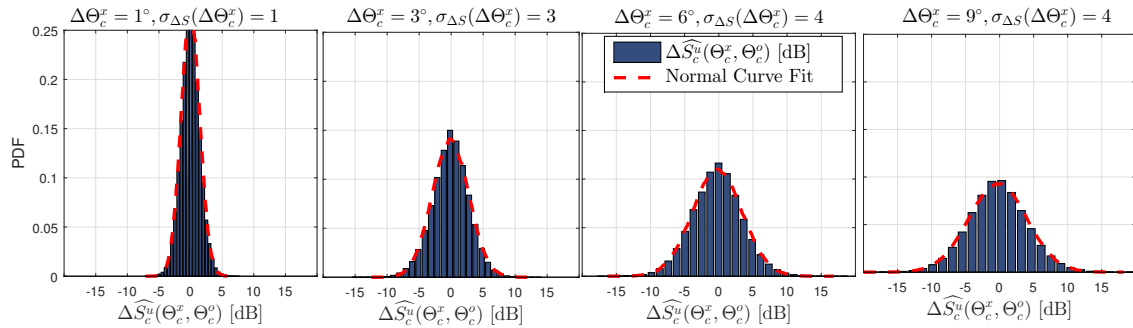 ΔΘ_c^x = 1°, σ_ΔS(ΔΘ_c^x) = 1
ΔΘ_c^x = 3°, σ_ΔS(ΔΘ_c^x) = 3
ΔΘ_c^x = 6°, σ_ΔS(ΔΘ_c^x) = 4
ΔΘ_c^x = 9°, σ_ΔS(ΔΘ_c^x) = 4
0.25
0.2
0.15
0.1
0.05
0
PDF
ΔŜ_c^u(Θ_c^x, Θ_c^o) [dB]
Normal Curve Fit
-15 -10 -5 0 5 10 15
-15 -10 -5 0 5 10 15
-15 -10 -5 0 5 10 15
-15 -10 -5 0 5 10 15
ΔŜ_c^u(Θ_c^x, Θ_c^o) [dB]
ΔŜ_c^u(Θ_c^x, Θ_c^o) [dB]
ΔŜ_c^u(Θ_c^x, Θ_c^o) [dB]
ΔŜ_c^u(Θ_c^x, Θ_c^o) [dB]